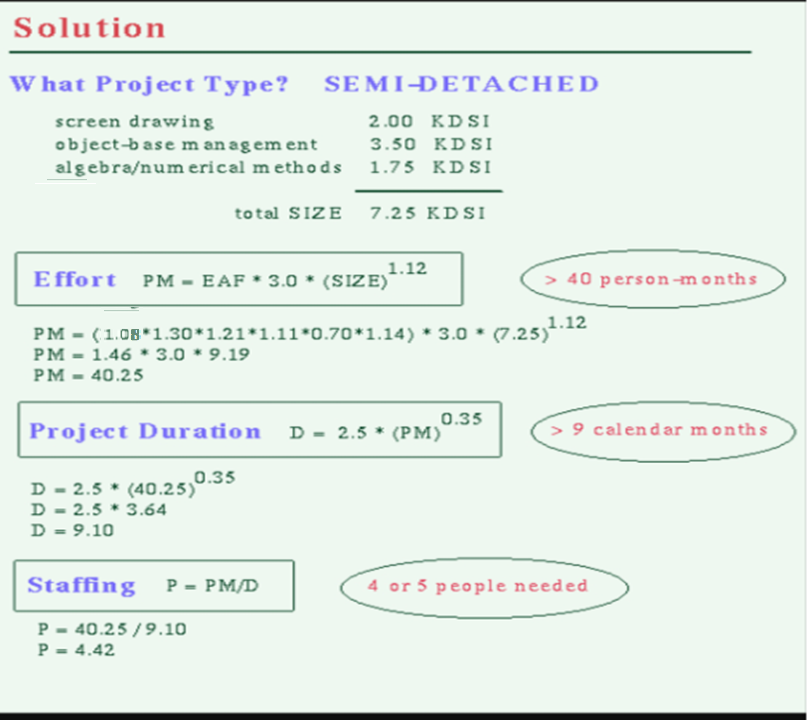 Solution
What Project Type? SEMI-DETACHED
screen drawing 2.00 KDSI
object-base management 3.50 KDSI
algebra/numerical methods 1.75 KDSI
total SIZE 7.25 KDSI
Effort PM = EAF * 3.0 * (SIZE)^1.12
> 40 person-months
PM = (1.08*1.30*1.21*1.11*0.70*1.14) * 3.0 * (7.25)^1.12
PM = 1.46 * 3.0 * 9.19
PM = 40.25
Project Duration D = 2.5 * (PM)^0.35
> 9 calendar months
D = 2.5 * (40.25)^0.35
D = 2.5 * 3.64
D = 9.10
Staffing P = PM/D
4 or 5 people needed
P = 40.25 / 9.10
P = 4.42